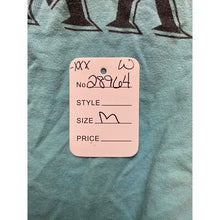 -xxx W
No. 28964
STYLE
SIZE M
PRICE